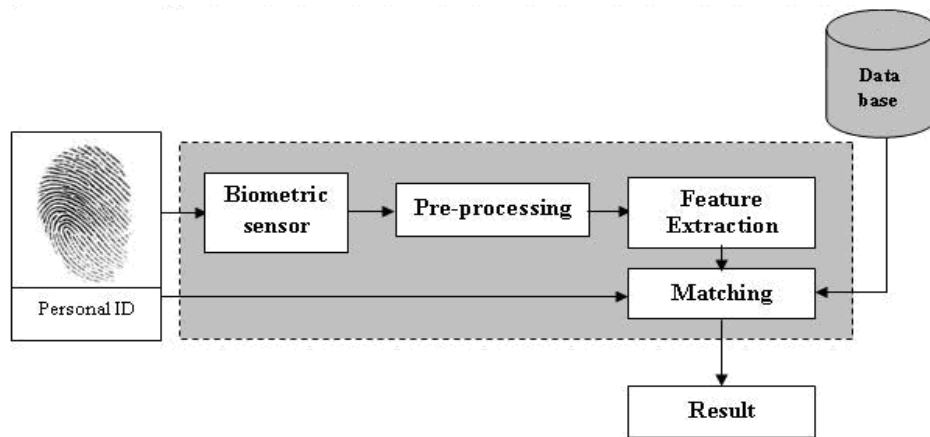 Data
base
Biometric
sensor
Pre-processing
Feature
Extraction
Personal ID
Matching
Result